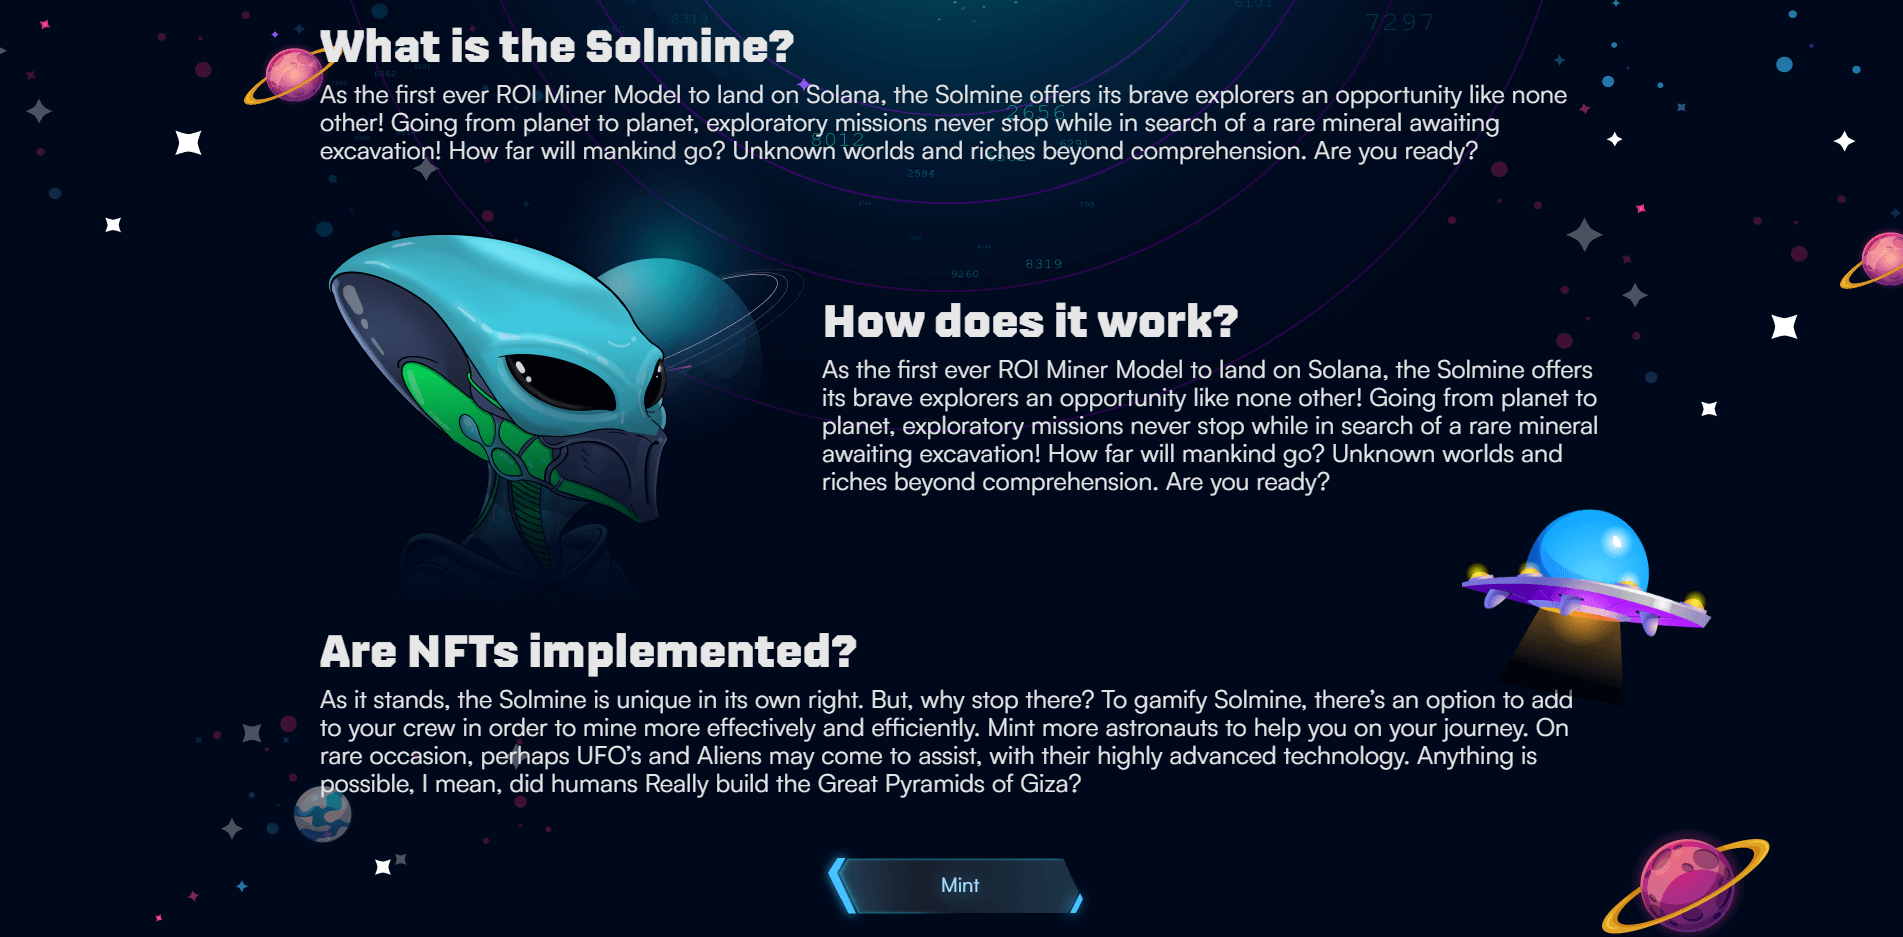 8319
6101
7297
What is the Solmine?
As the first ever ROI Miner Model to land on Solana, the Solmine offers its brave explorers an opportunity like none
2656
other! Going from planet to planet, exploratory missions never stop while in search of a rare mineral awaiting
8012
6291
excavation! How far will mankind go? Unknown worlds and riches beyond comprehension. Are you ready?
2584
798
8319
9260
How does it work?
As the first ever ROI Miner Model to land on Solana, the Solmine offers
its brave explorers an opportunity like none other! Going from planet to
planet, exploratory missions never stop while in search of a rare mineral
awaiting excavation! How far will mankind go? Unknown worlds and
riches beyond comprehension. Are you ready?
Are NFTs implemented?
As it stands, the Solmine is unique in its own right. But, why stop there? To gamify Solmine, there’s an option to add
to your crew in order to mine more effectively and efficiently. Mint more astronauts to help you on your journey. On
rare occasion, perhaps UFO’s and Aliens may come to assist, with their highly advanced technology. Anything is
possible, I mean, did humans Really build the Great Pyramids of Giza?
Mint